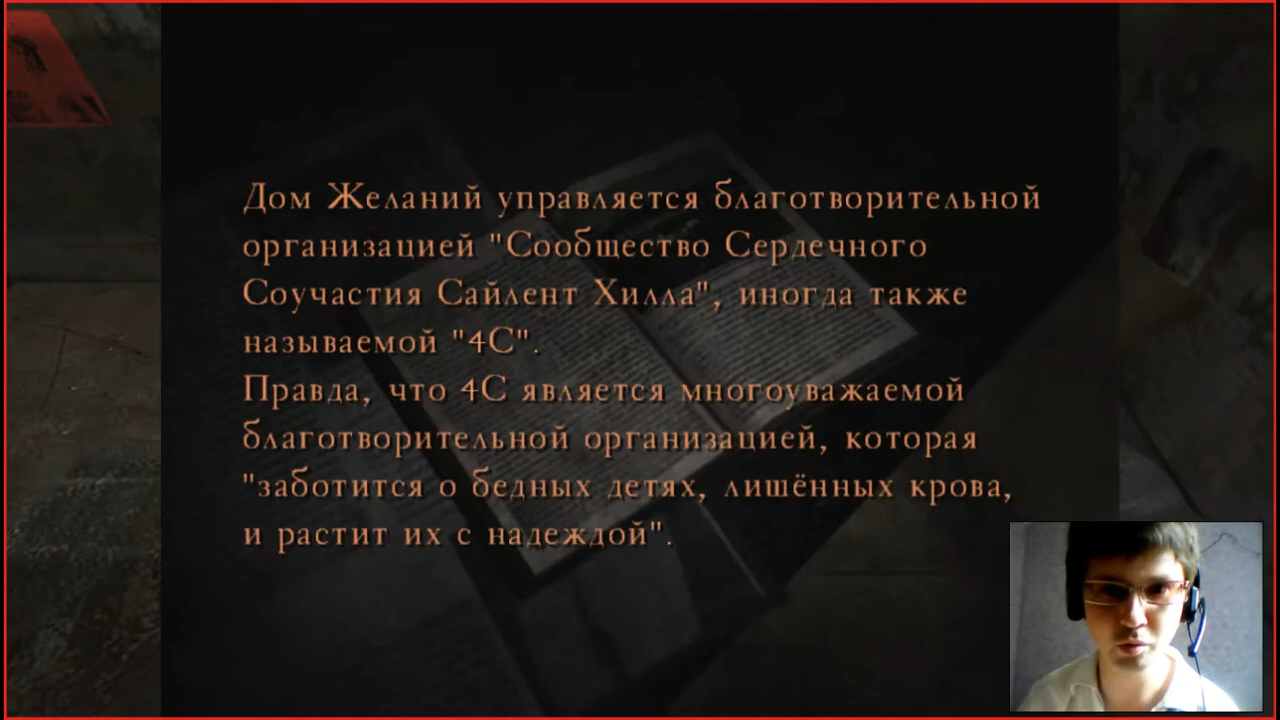 Дом Желаний управляется благотворительной
организацией "Сообщество Сердечного
Соучастия Сайлент Хилла", иногда также
называемой "4С".
Правда, что 4С является многоуважаемой
благотворительной организацией, которая
"заботится о бедных детях, лишённых крова,
и растит их с надеждой".